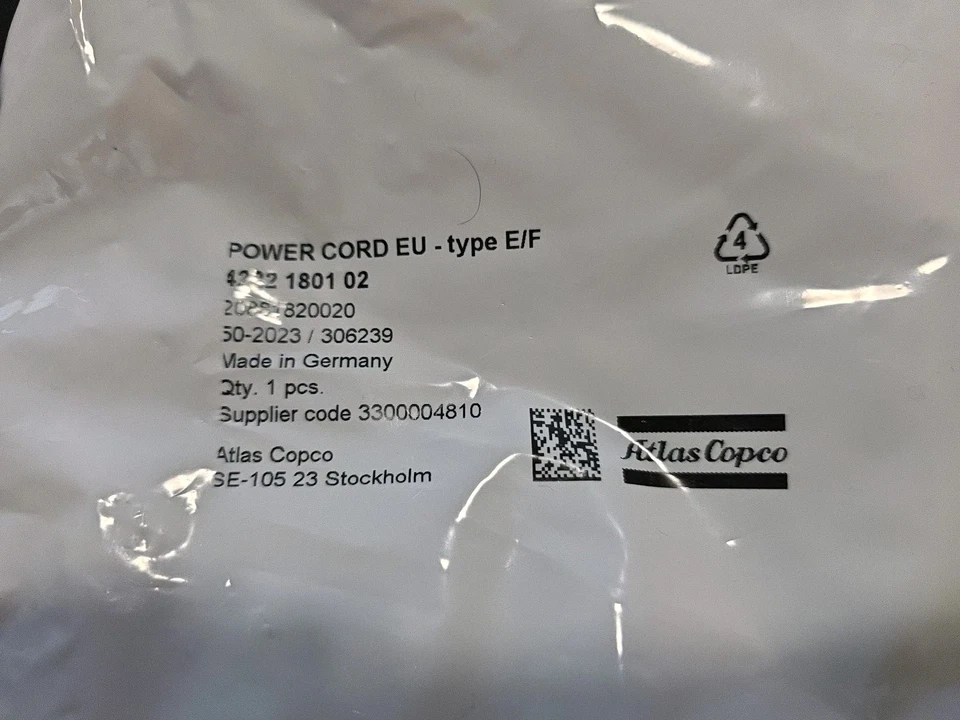 POWER CORD EU - type E/F
1801 02
50-2023 / 306239
Made in Germany
Qty. 1 pcs.
Supplier code 3300004810
Atlas Copco
SE-105 23 Stockholm
4
LDPE
Atlas Copco